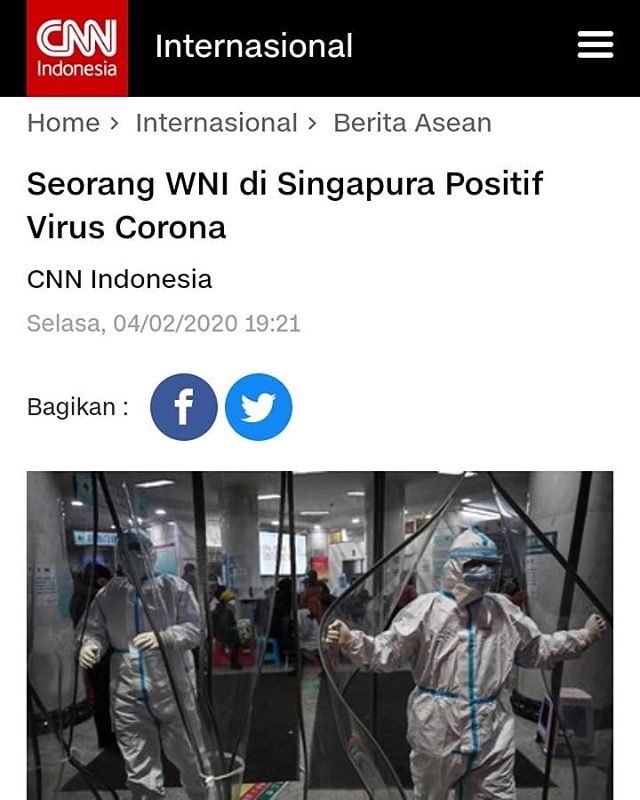 CNN
Indonesia
Internasional
Home › Internasional › Berita Asean
Seorang WNI di Singapura Positif
Virus Corona
CNN Indonesia
Selasa, 04/02/2020 19:21
Bagikan :